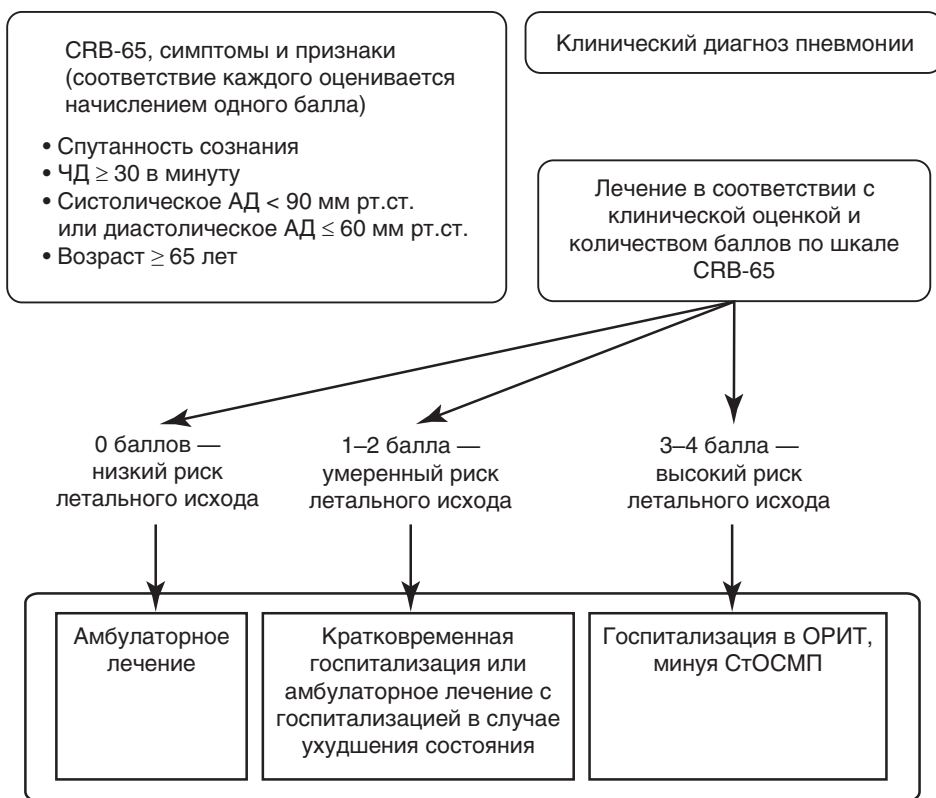 CRB-65, симптомы и признаки
(соответствие каждого оценивается
начислением одного балла)
• Спутанность сознания
• ЧД ≥ 30 в минуту
• Систолическое АД < 90 мм рт.ст.
или диастолическое АД ≤ 60 мм рт.ст.
• Возраст ≥ 65 лет
Клинический диагноз пневмонии
Лечение в соответствии с
клинической оценкой и
количеством баллов по шкале
CRB-65
0 баллов —
низкий риск
летального исхода
1–2 балла —
умеренный риск
летального исхода
3–4 балла —
высокий риск
летального исхода
Амбулаторное
лечение
Кратковременная
госпитализация или
амбулаторное лечение с
госпитализацией в случае
ухудшения состояния
Госпитализация в ОРИТ,
минуя СтОСМП